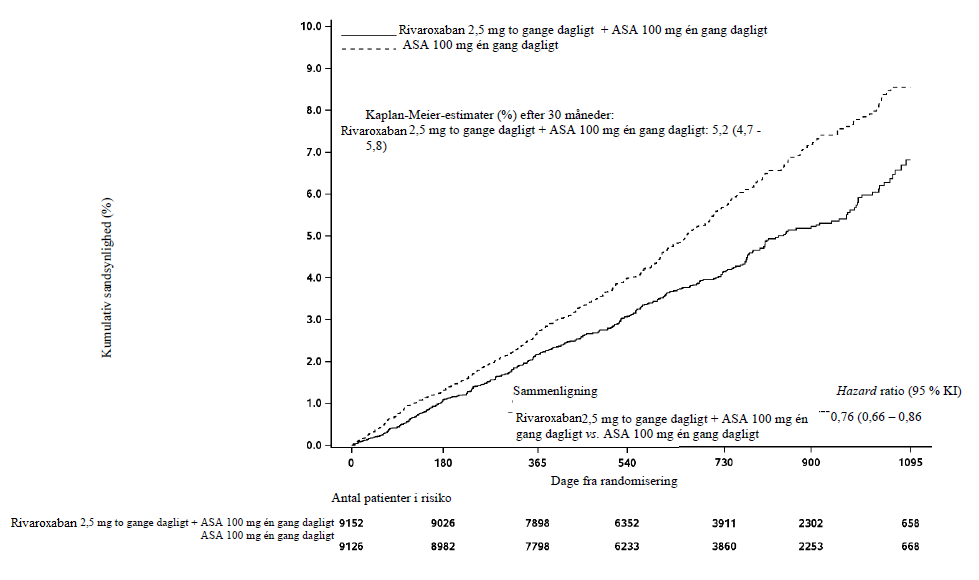 10.0
Rivaroxaban 2,5 mg to gange dagligt + ASA 100 mg én gang dagligt
ASA 100 mg én gang dagligt
9.0
8.0
Kaplan-Meier-estimater (%) efter 30 måneder:
Rivaroxaban 2,5 mg to gange dagligt + ASA 100 mg én gang dagligt: 5,2 (4,7 -
5,8)
7.0
6.0
5.0
4.0
3.0
2.0
1.0
0.0
Kumulativ sandsynlighed (%)
Sammenligning
Hazard ratio (95 % KI)
Rivaroxaban2,5 mg to gange dagligt + ASA 100 mg én
gang dagligt vs. ASA 100 mg én gang dagligt
0,76 (0,66 – 0,86
0 180 365 540 730 900 1095
Dage fra randomisering
Antal patienter i risiko
Rivaroxaban 2,5 mg to gange dagligt + ASA 100 mg én gang dagligt 9152 9026 7898 6352 3911 2302 658
ASA 100 mg én gang dagligt
9126 8982 7798 6233 3860 2253 668